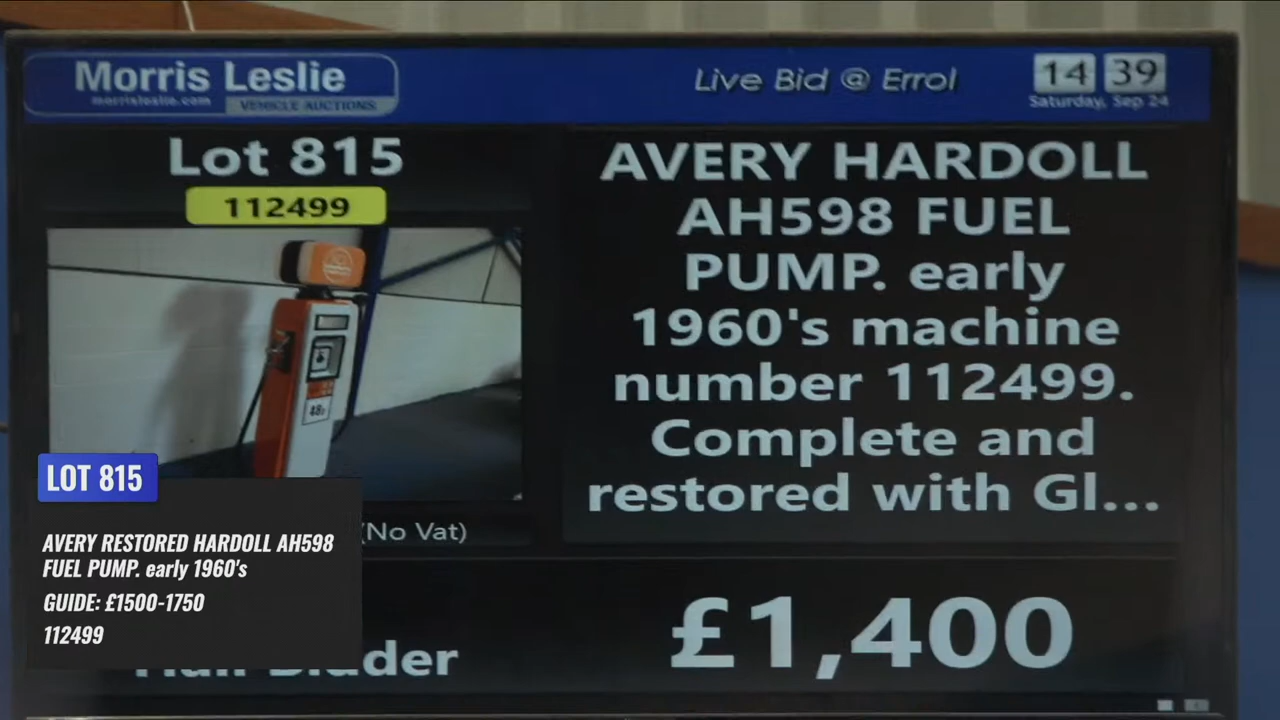 Morris Leslie
morrisleslie.com
VEHICLE AUCTIONS
Live Bid @ Errol
14 39
Saturday, Sep 24
Lot 815
112499
AVERY HARDOLL
AH598 FUEL
PUMP. early
1960's machine
number 112499.
Complete and
restored with Gl...
48
(No Vat)
£1,400
LOT 815
AVERY RESTORED HARDOLL AH598
FUEL PUMP. early 1960's
GUIDE: £1500-1750
112499